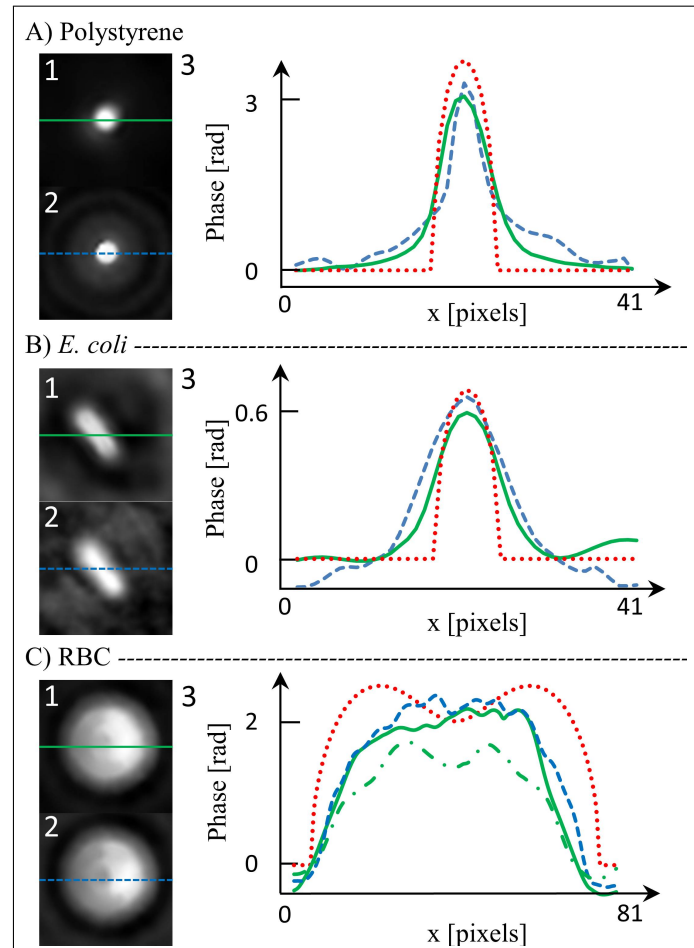 A) Polystyrene
1
2
3
Phase [rad]
3
0
0
41
x [pixels]
B) E. coli
1
2
3
Phase [rad]
0.6
0
0
41
x [pixels]
C) RBC
1
2
3
Phase [rad]
2
0
0
81
x [pixels]